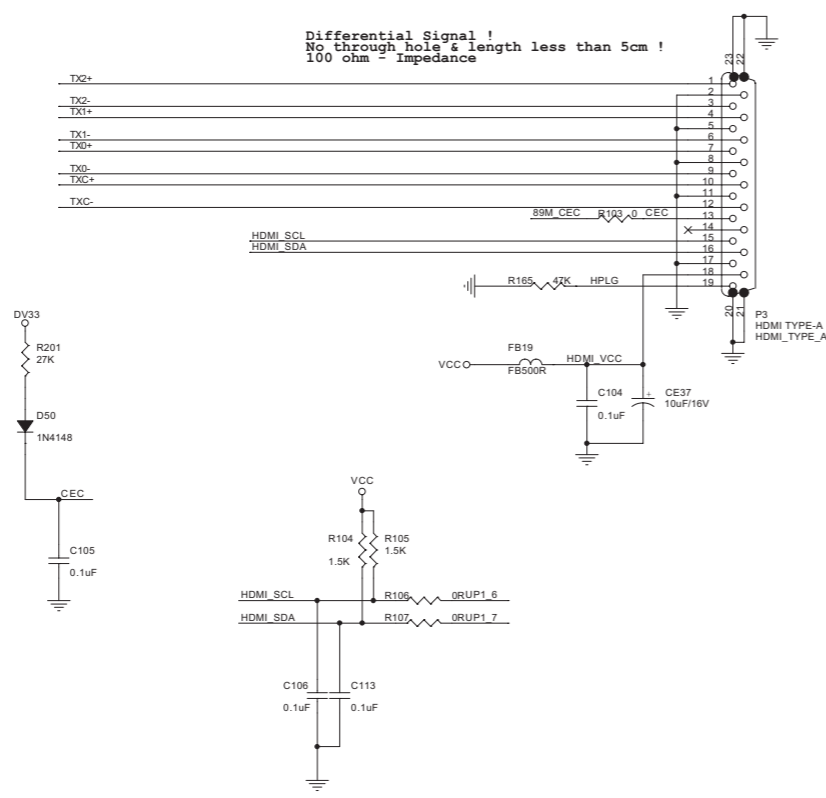 Differential Signal !
No through hole & length less than 5cm !
100 ohm - Impedance
23
22
TX2+
1
2
TX2-
3
TX1+
4
5
TX1-
6
TX0+
7
8
TX0-
9
TXC+
10
11
TXC-
12
89M_CEC
R103
0
CEC
13
14
HDMI_SCL
15
HDMI_SDA
16
17
18
R165
47K
HPLG
19
20
21
P3
HDMI TYPE-A
HDMI_TYPE_A
DV33
R201
27K
D50
1N4148
CEC
C105
0.1uF
VCC
FB19
FB500R
HDMI_VCC
C104
0.1uF
+
CE37
10uF/16V
VCC
R104
1.5K
R105
1.5K
HDMI_SCL
R106
0RUP1_6
HDMI_SDA
R107
0RUP1_7
C106
0.1uF
C113
0.1uF